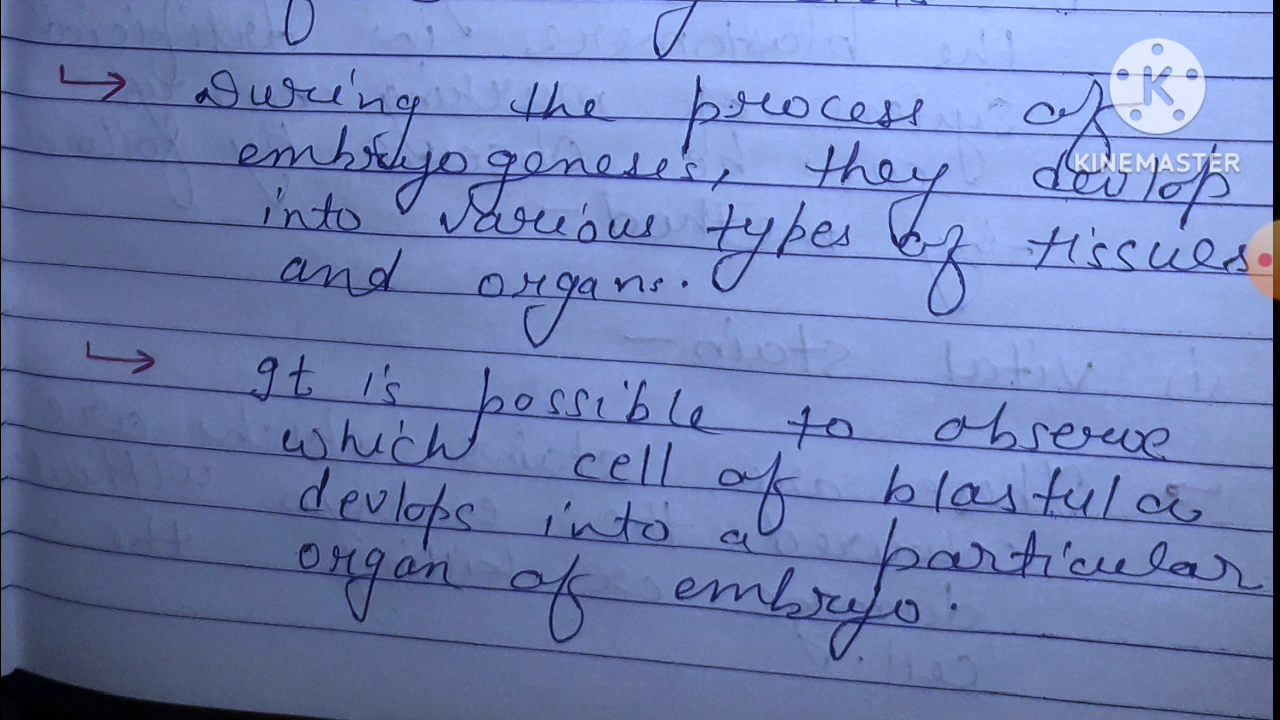 → During the process of
embryogeneses, they devlop
into various types of tissues
and organs.
→ It is possible to observe
which cell of blastula
devlops into a particular
organ of embryo.
K
KINEMASTER